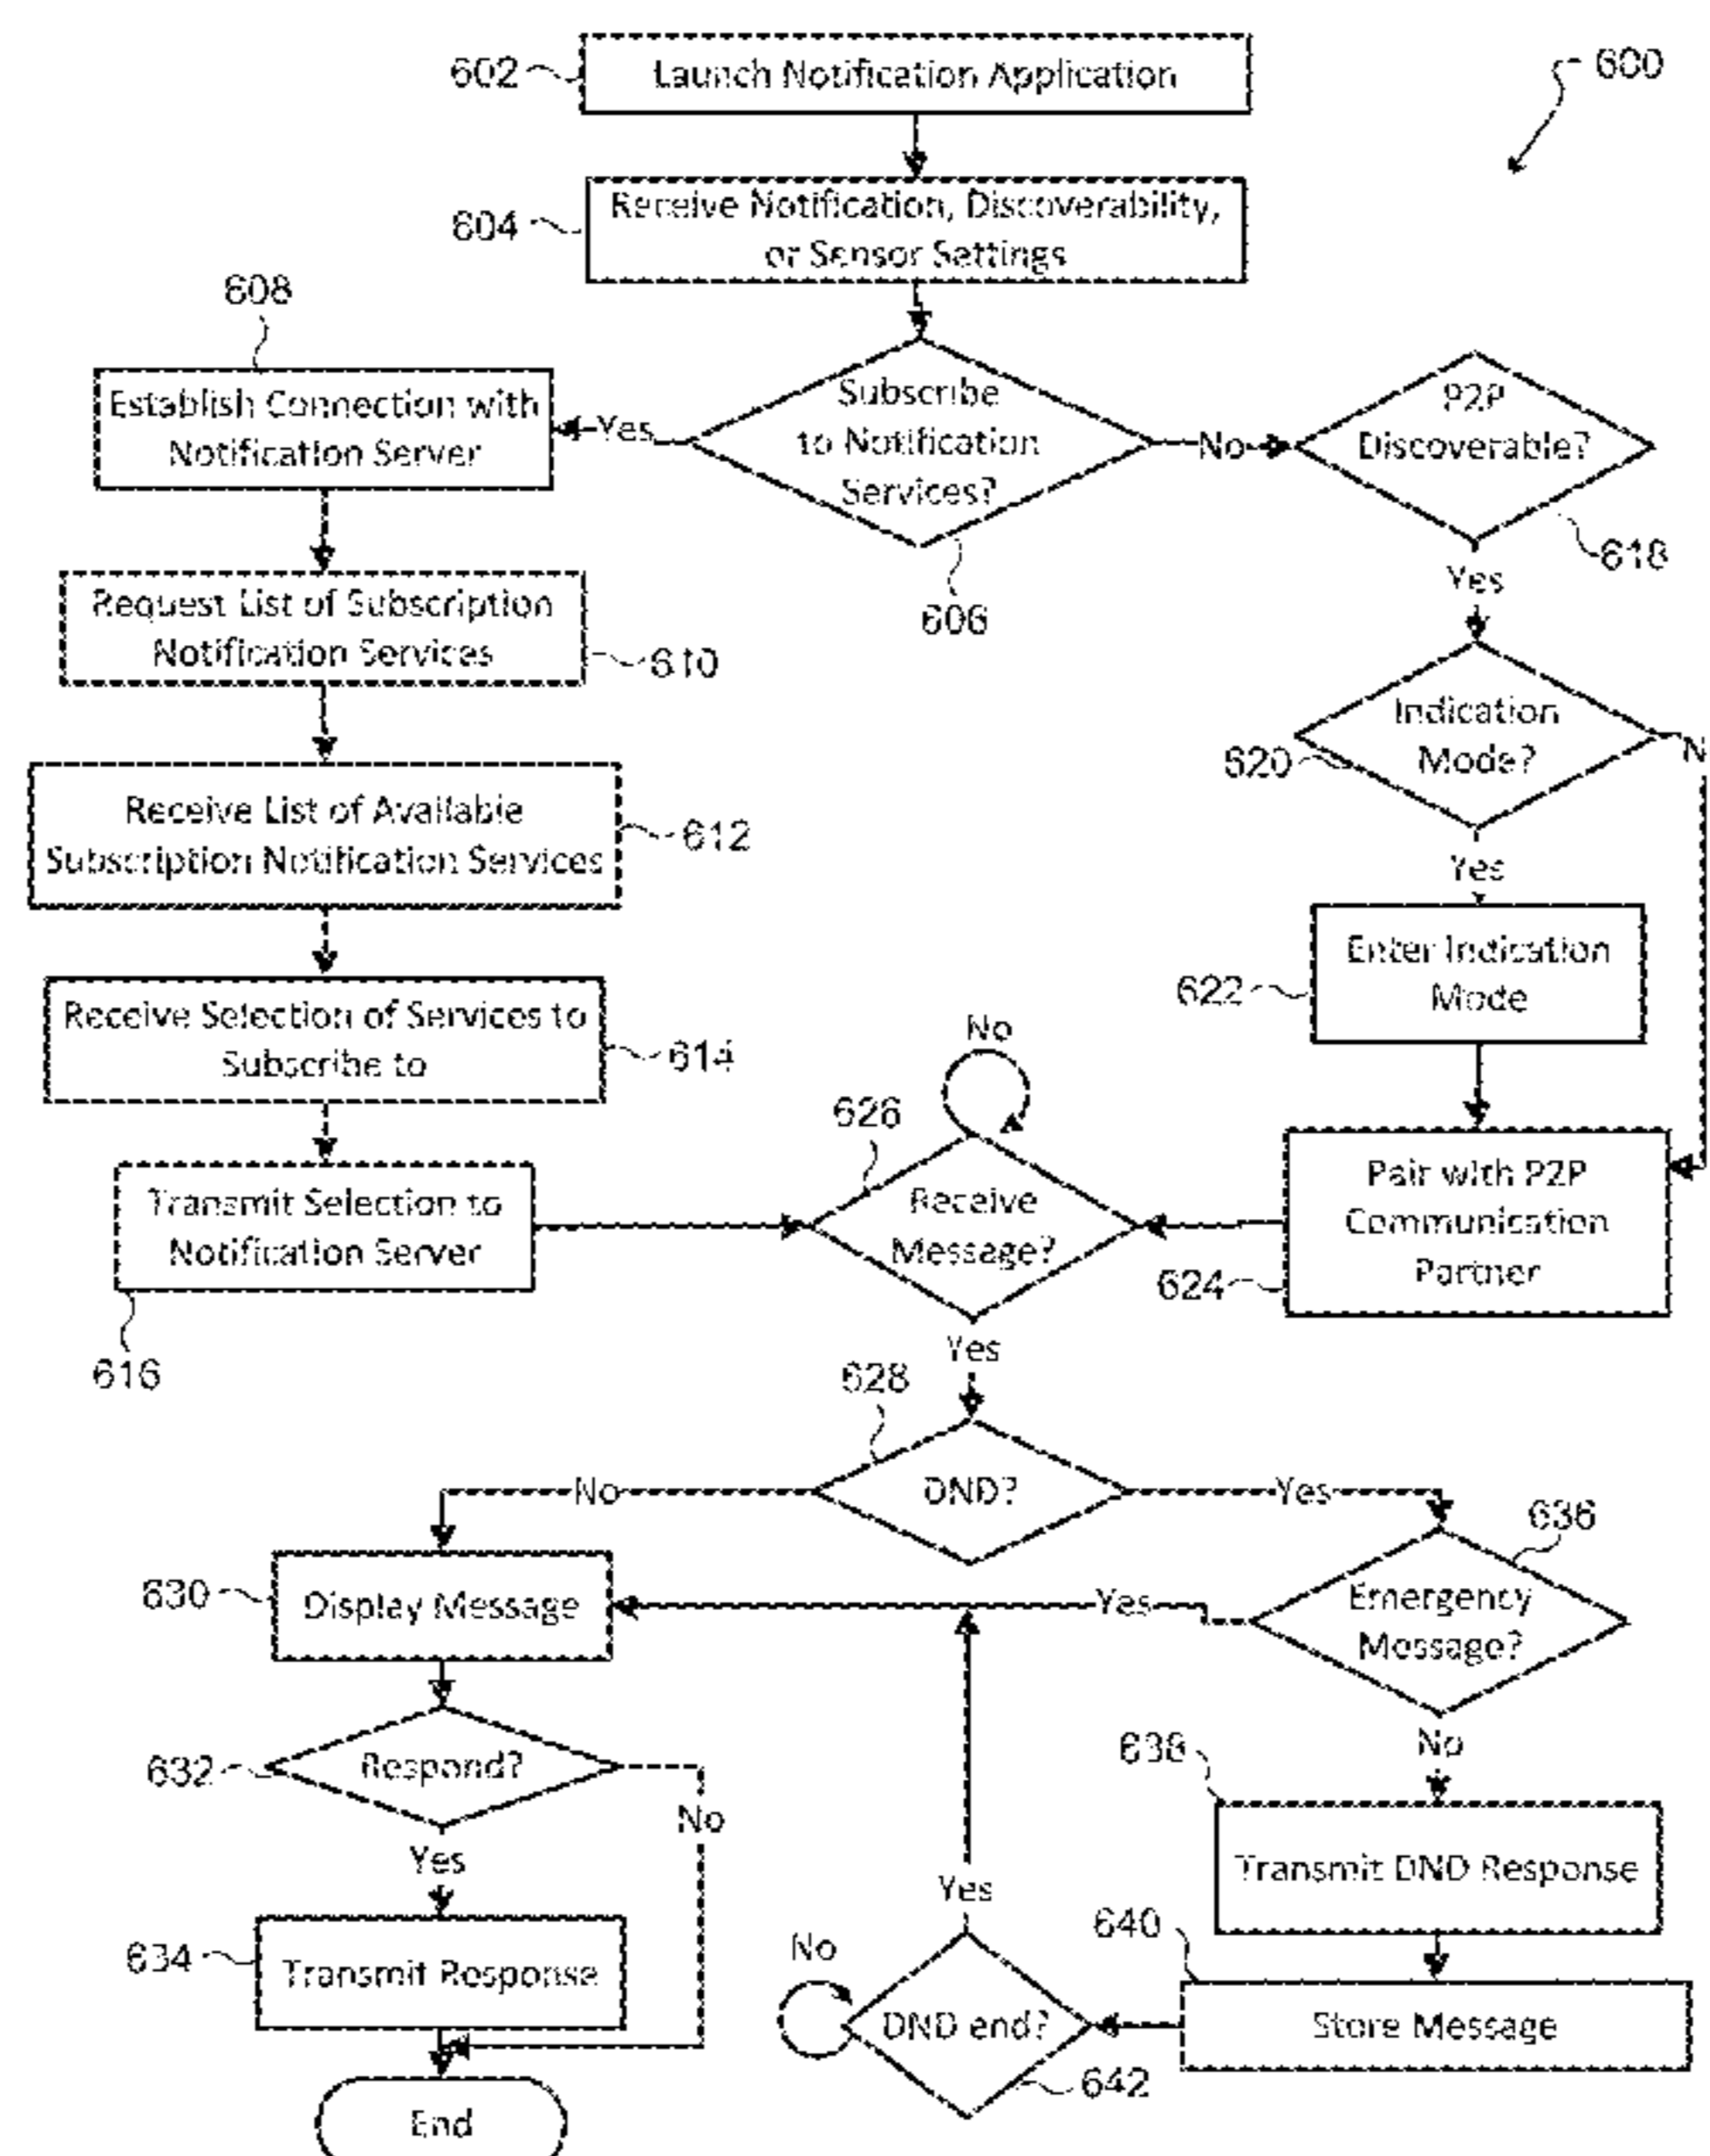 602
Launch Notification Application
600
604
Receive Notification, Discoverability,
or Sensor Settings
608
Establish Connection with
Notification Server
Yes
Subscribe
to Notification
Services?
606
No
P2P
Discoverable?
618
Yes
Request List of Subscription
Notification Services
610
Indication
Mode?
620
N
Yes
Receive List of Available
Subscription Notification Services
612
Enter Indication
Mode
622
Receive Selection of Services to
Subscribe to
614
No
626
Receive
Message?
Pair with P2P
Communication
Partner
624
Transmit Selection to
Notification Server
616
Yes
628
DND?
No
Yes
636
Emergency
Message?
Yes
630
Display Message
632
Respond?
No
Yes
No
638
Transmit DND Response
634
Transmit Response
Yes
640
Store Message
No
DND end?
642
End